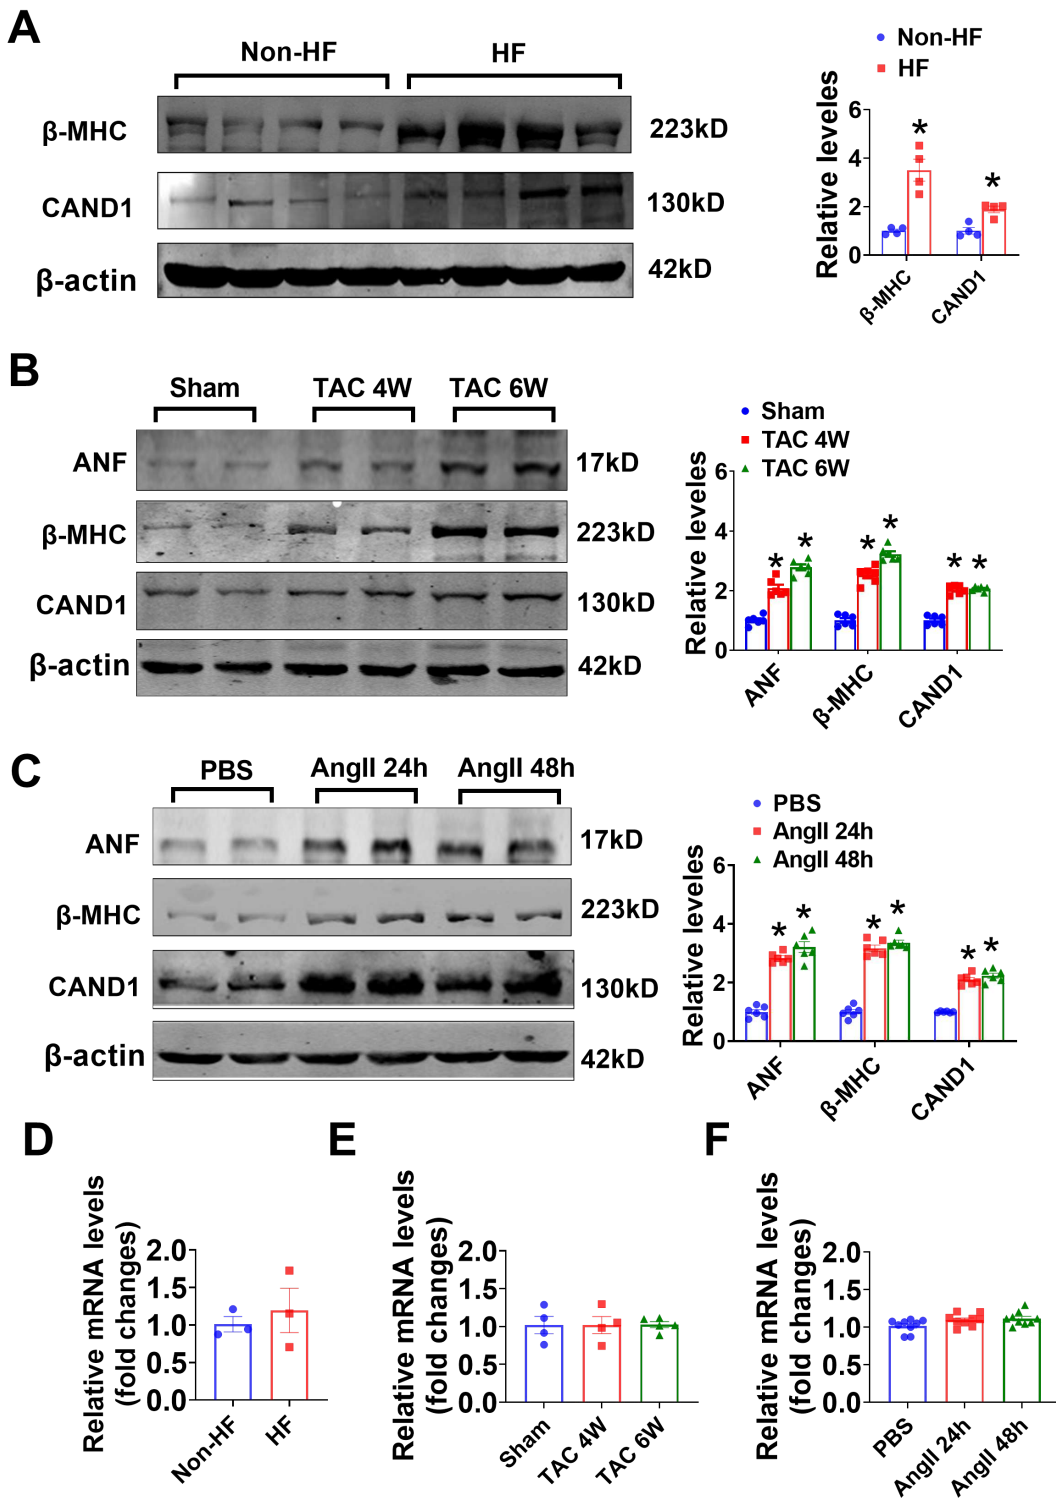 A
Non-HF HF
β-MHC 223kD
CAND1 130kD
β-actin 42kD
Non-HF
HF
Relative leveles
6
4
2
0
* *
β-MHC CAND1
B
Sham TAC 4W TAC 6W
ANF 17kD
β-MHC 223kD
CAND1 130kD
β-actin 42kD
Sham
TAC 4W
TAC 6W
Relative leveles
6
4
2
0
* * * * * *
ANF β-MHC CAND1
C
PBS AngII 24h AngII 48h
ANF 17kD
β-MHC 223kD
CAND1 130kD
β-actin 42kD
PBS
AngII 24h
AngII 48h
Relative leveles
6
4
2
0
* * * * * *
ANF β-MHC CAND1
D
Relative mRNA levels
(fold changes)
2.0
1.5
1.0
0.5
0.0
Non-HF HF
E
Relative mRNA levels
(fold changes)
2.0
1.5
1.0
0.5
0.0
Sham TAC 4W TAC 6W
F
Relative mRNA levels
(fold changes)
2.0
1.5
1.0
0.5
0.0
PBS AngII 24h AngII 48h